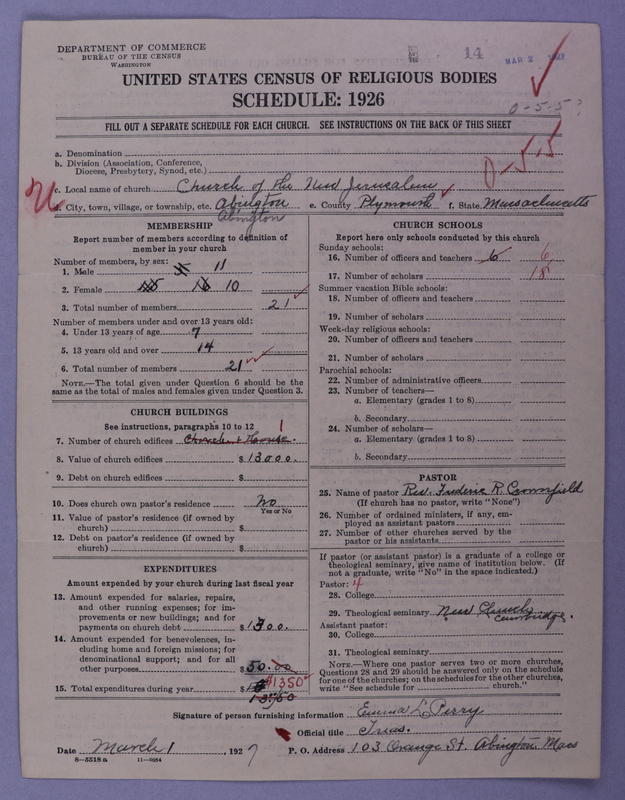 DEPARTMENT OF COMMERCE
BUREAU OF THE CENSUS
WASHINGTON
14
MAR 2
UNITED STATES CENSUS OF RELIGIOUS BODIES
SCHEDULE: 1926
0-5-5?
FILL OUT A SEPARATE SCHEDULE FOR EACH CHURCH. SEE INSTRUCTIONS ON THE BACK OF THIS SHEET
0-5-5
a. Denomination
b. Division (Association, Conference,
Diocese, Presbytery, Synod, etc.)
c. Local name of church Church of the New Jerusalem
d. City, town, village, or township, etc. Abington e. County Plymouth f. State Massachusetts
Abington
MEMBERSHIP
Report number of members according to definition of
member in your church
Number of members, by sex:
1. Male 11
2. Female 16 10
3. Total number of members 21
Number of members under and over 13 years old:
4. Under 13 years of age 7
5. 13 years old and over 14
6. Total number of members 21
NOTE.—The total given under Question 6 should be the
same as the total of males and females given under Question 3.
CHURCH BUILDINGS
See instructions, paragraphs 10 to 12
7. Number of church edifices Church & House. 1
8. Value of church edifices $ 13000.
9. Debt on church edifices $
10. Does church own pastor's residence No
Yes or No
11. Value of pastor's residence (if owned by
church) $
12. Debt on pastor's residence (if owned by
church) $
EXPENDITURES
Amount expended by your church during last fiscal year
13. Amount expended for salaries, repairs,
and other running expenses; for im-
provements or new buildings; and for
payments on church debt $ 1300.
14. Amount expended for benevolences, in-
cluding home and foreign missions; for
denominational support; and for all
other purposes $ 50.00
$1350
15. Total expenditures during year $
1350
CHURCH SCHOOLS
Report here only schools conducted by this church
Sunday schools:
16. Number of officers and teachers 6 6
17. Number of scholars 18
Summer vacation Bible schools:
18. Number of officers and teachers
19. Number of scholars
Week-day religious schools:
20. Number of officers and teachers
21. Number of scholars
Parochial schools:
22. Number of administrative officers
23. Number of teachers—
a. Elementary (grades 1 to 8)
b. Secondary
24. Number of scholars—
a. Elementary (grades 1 to 8)
b. Secondary
PASTOR
25. Name of pastor Rev. Frederic R. Crownfield
(If church has no pastor, write "None")
26. Number of ordained ministers, if any, em-
ployed as assistant pastors
27. Number of other churches served by the
pastor or his assistants
If pastor (or assistant pastor) is a graduate of a college or
theological seminary, give name of institution below. (If
not a graduate, write "No" in the space indicated.)
Pastor: 4
28. College
29. Theological seminary New Church
Cambridge.
Assistant pastor:
30. College
31. Theological seminary
NOTE.—Where one pastor serves two or more churches,
Questions 28 and 29 should be answered only on the schedule
for one of the churches; on the schedules for the other churches,
write "See schedule for church."
Signature of person furnishing information Emma L. Perry
Official title Treas.
Date March 1, 1927 P. O. Address 103 Orange St. Abington, Mass
8-5518a 11-9054